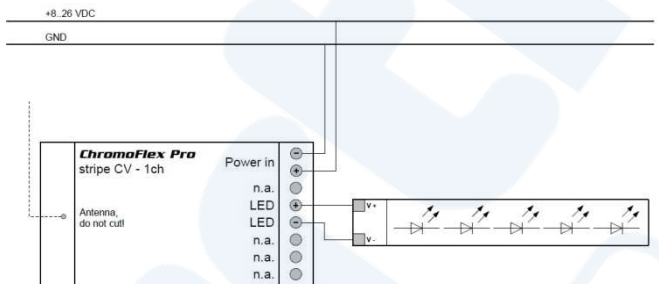 +8..26 VDC
GND
ChromoFlex Pro
stripe CV - 1ch
Power in
n.a.
LED
LED
n.a.
n.a.
n.a.
Antenna,
do not cut!
V +
V -